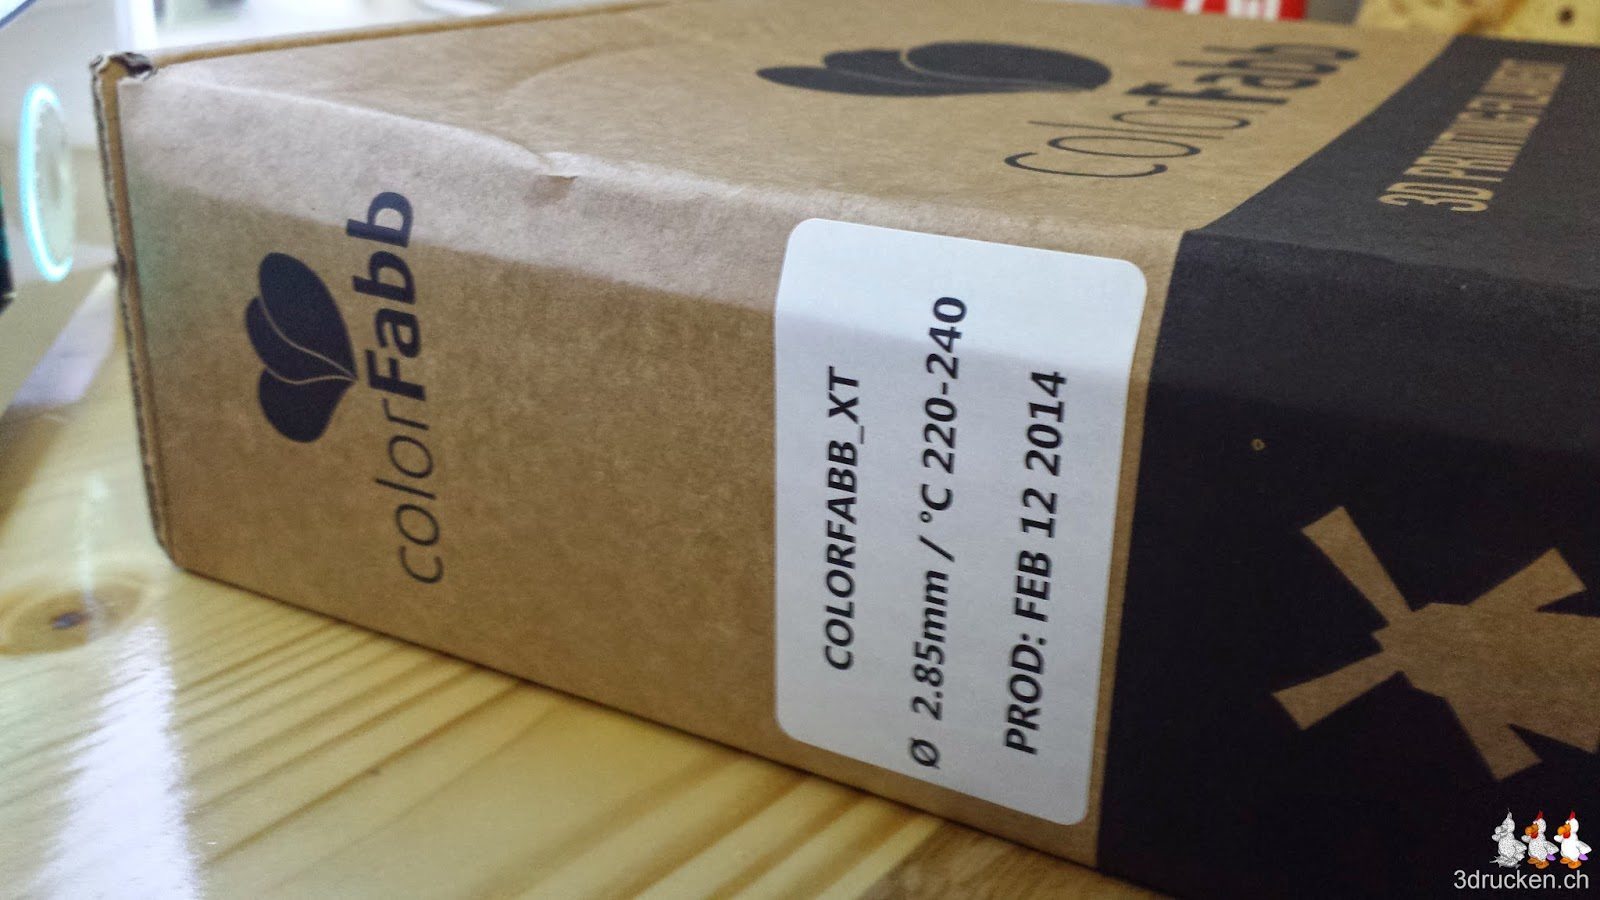 colorFabb
colorFabb
3D PRINTING FILAMENT
COLORFABB_XT
Ø 2.85mm / °C 220-240
PROD: FEB 12 2014
3drucken.ch